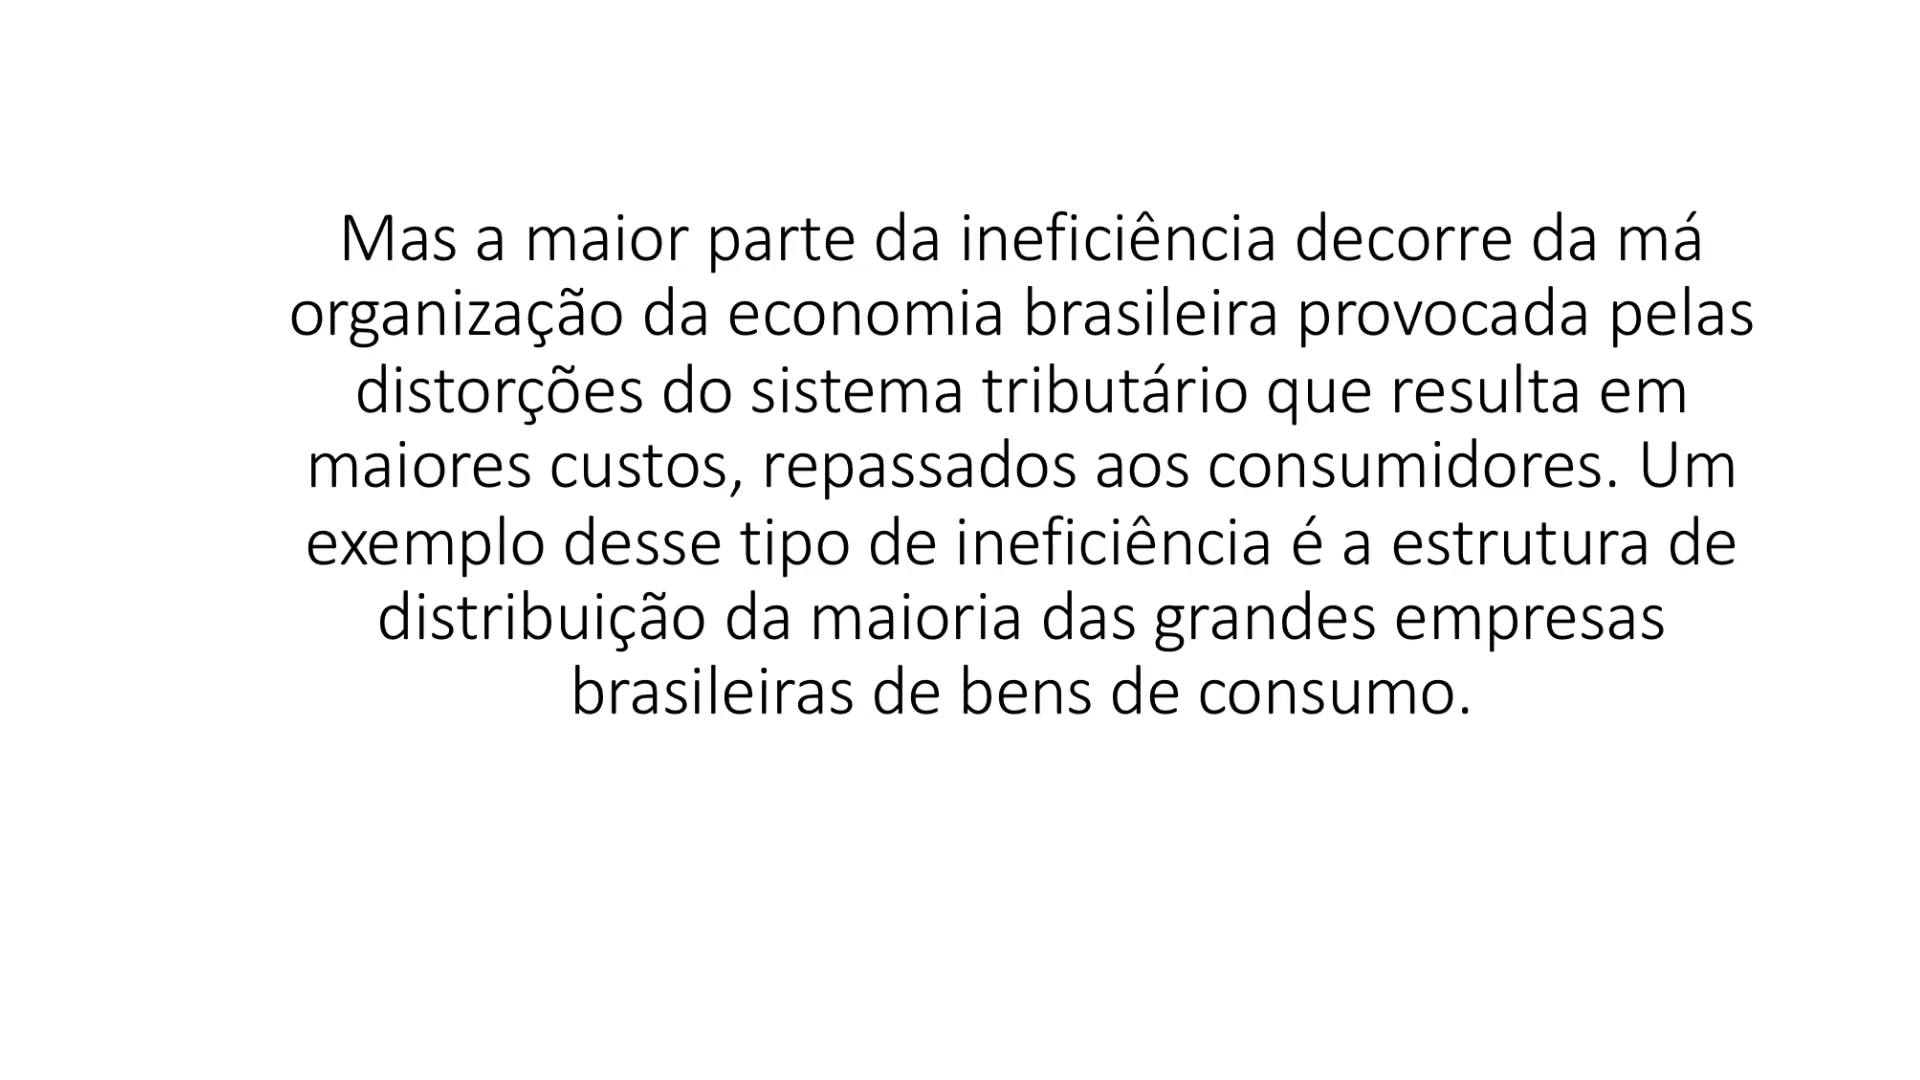 Mas a maior parte da ineficiência decorre da má
organização da economia brasileira provocada pelas
distorções do sistema tributário que resulta em
maiores custos, repassados aos consumidores. Um
exemplo desse tipo de ineficiência é a estrutura de
distribuição da maioria das grandes empresas
brasileiras de bens de consumo.